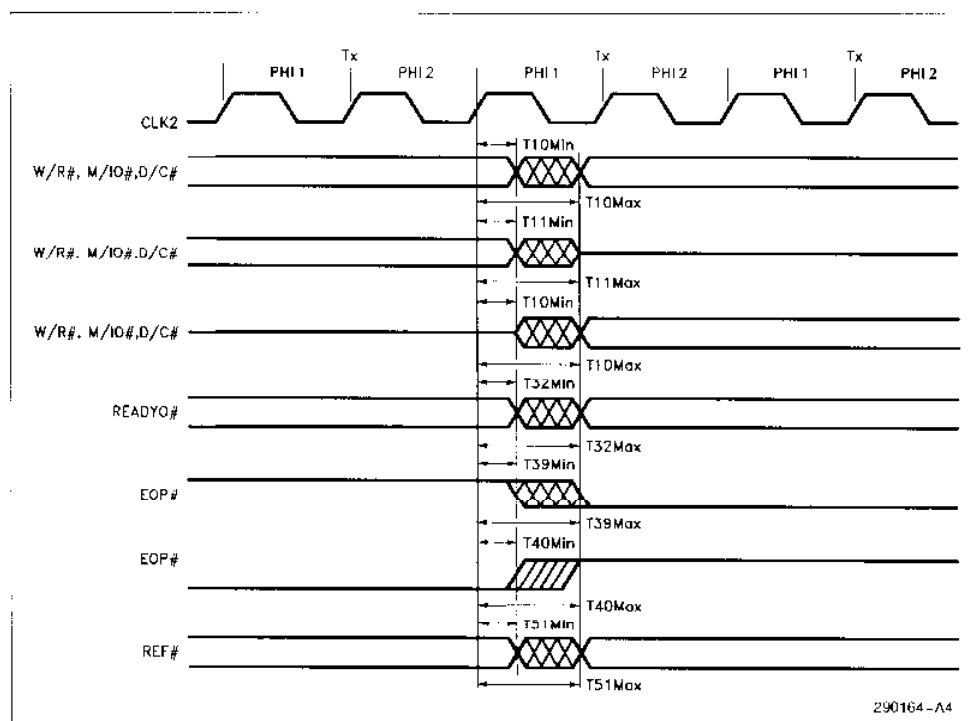 Tx Tx Tx
PHI 1 PHI 2 PHI 1 PHI 2 PHI 1 PHI 2
CLK2
T10Min
W/R#, M/IO#,D/C#
T10Max
T11Min
W/R#, M/IO#,D/C#
T11Max
T10Min
W/R#, M/IO#,D/C#
T10Max
T32Min
READYO#
T32Max
T39Min
EOP#
T39Max
T40Min
EOP#
T40Max
T51Min
REF#
T51Max
290164-A4